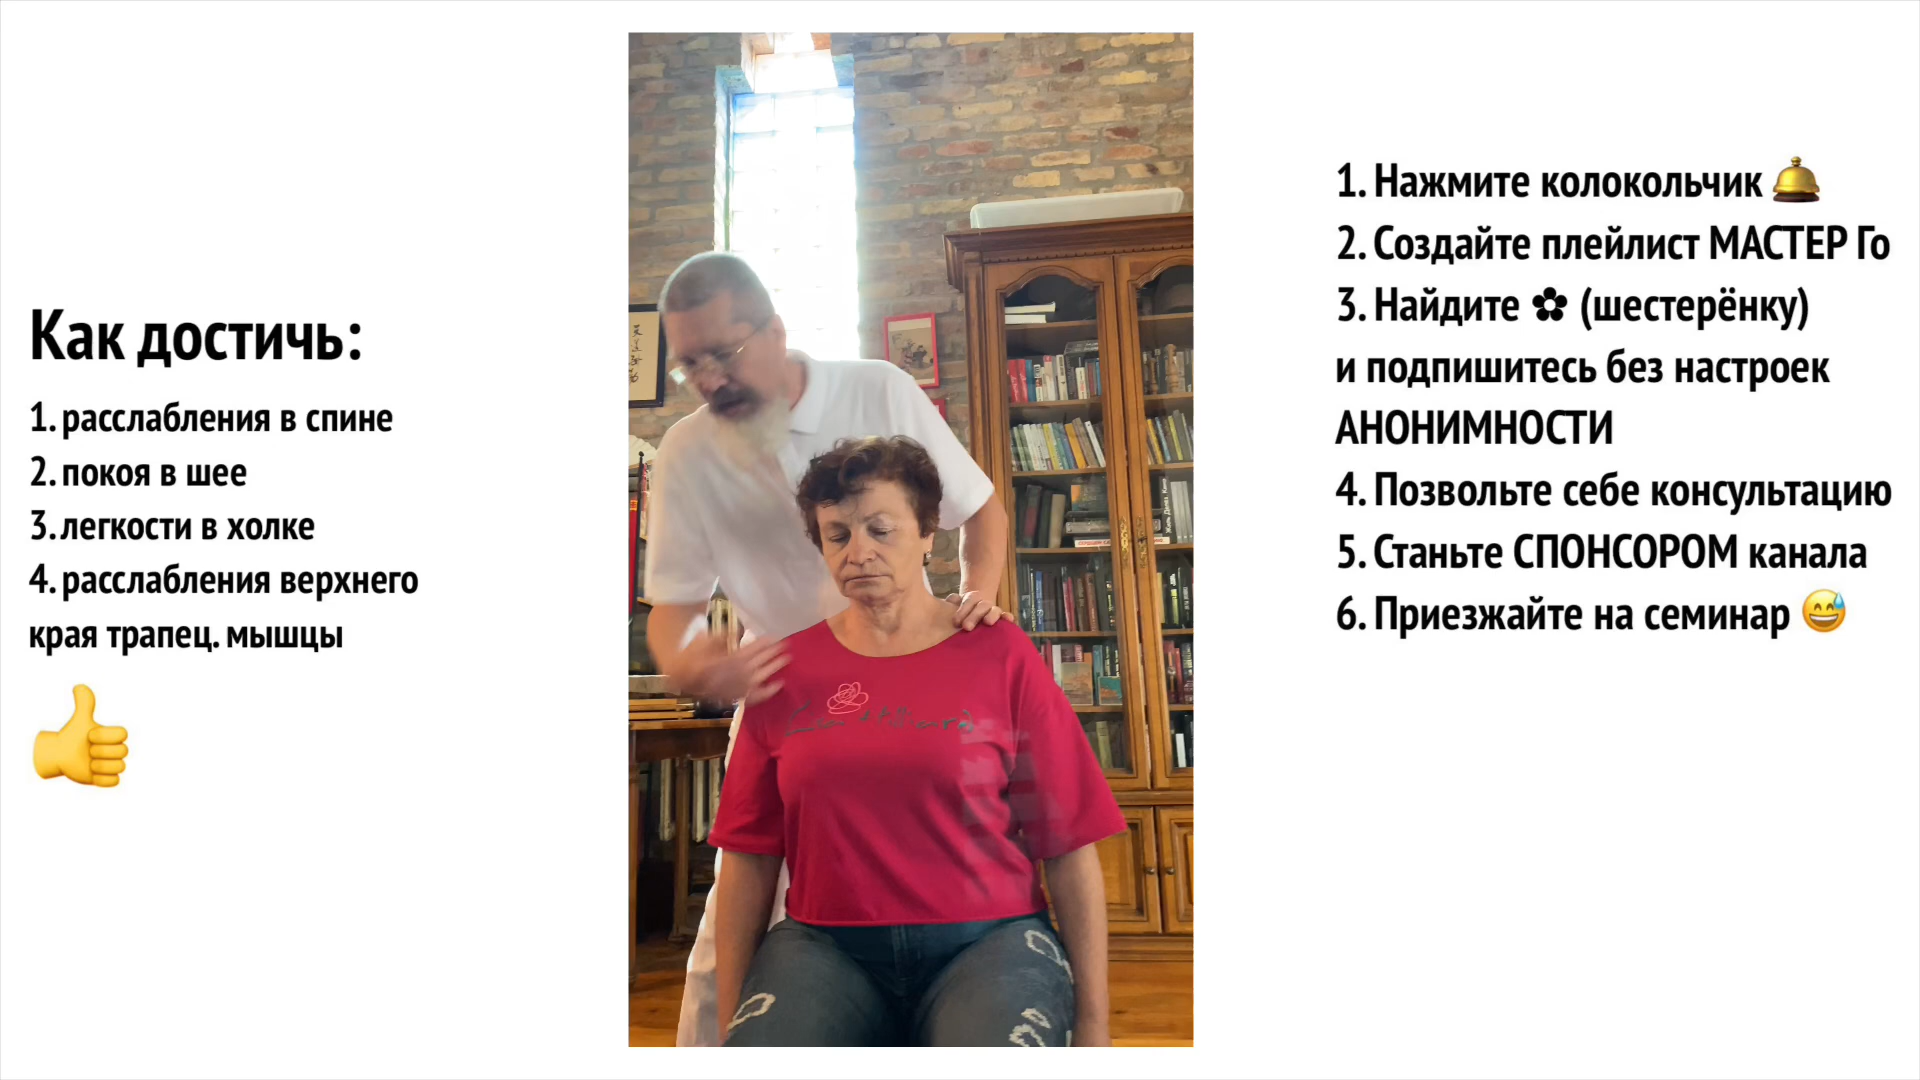 Как достичь:
1. расслабления в спине
2. покоя в шее
3. легкости в холке
4. расслабления верхнего
края трапец. мышцы
1. Нажмите колокольчик
2. Создайте плейлист МАСТЕР Го
3. Найдите ✿ (шестерёнку)
и подпишитесь без настроек
АНОНИМНОСТИ
4. Позвольте себе консультацию
5. Станьте СПОНСОРОМ канала
6. Приезжайте на семинар